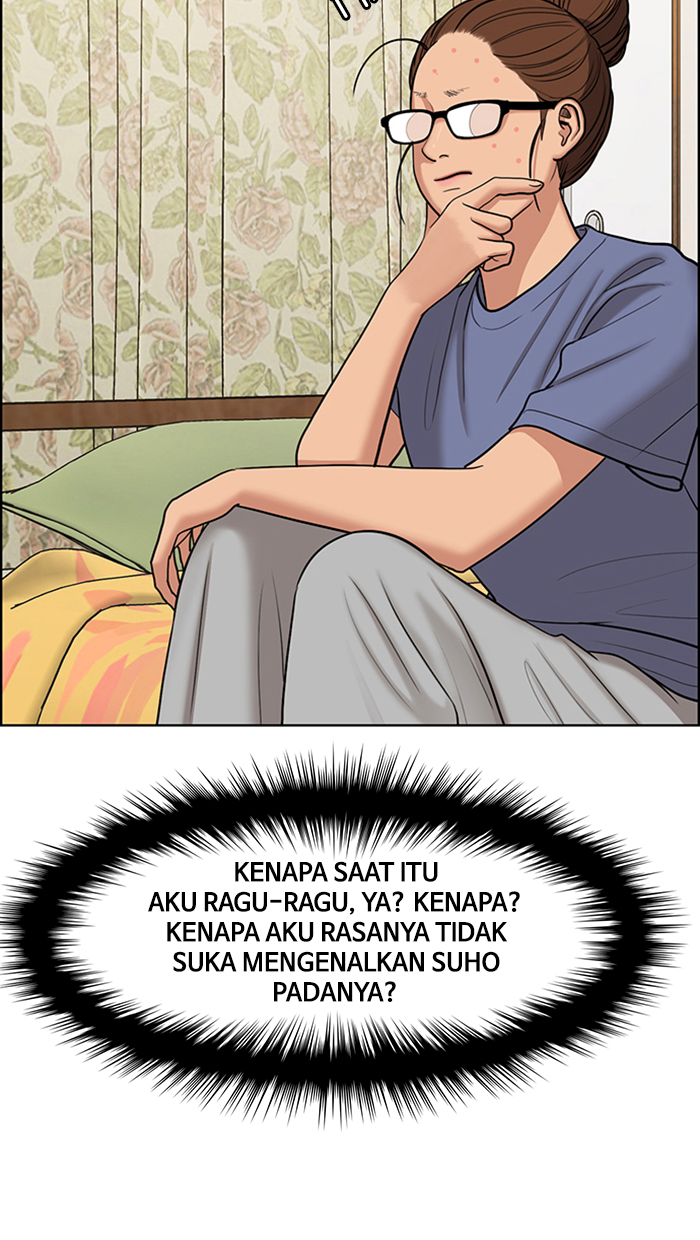 KENAPA SAAT ITU
AKU RAGU-RAGU, YA? KENAPA?
KENAPA AKU RASANYA TIDAK
SUKA MENGENALKAN SUHO
PADANYA?